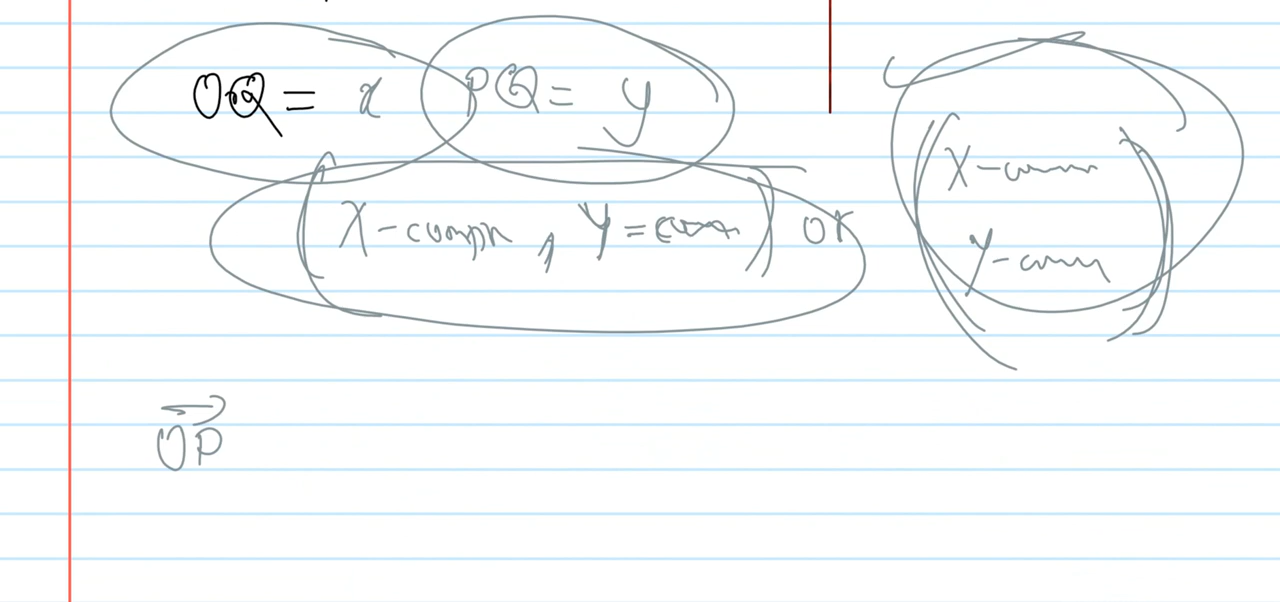 OQ = x PQ = y
(X-compn, Y= ) or (X-
Y- )
OP